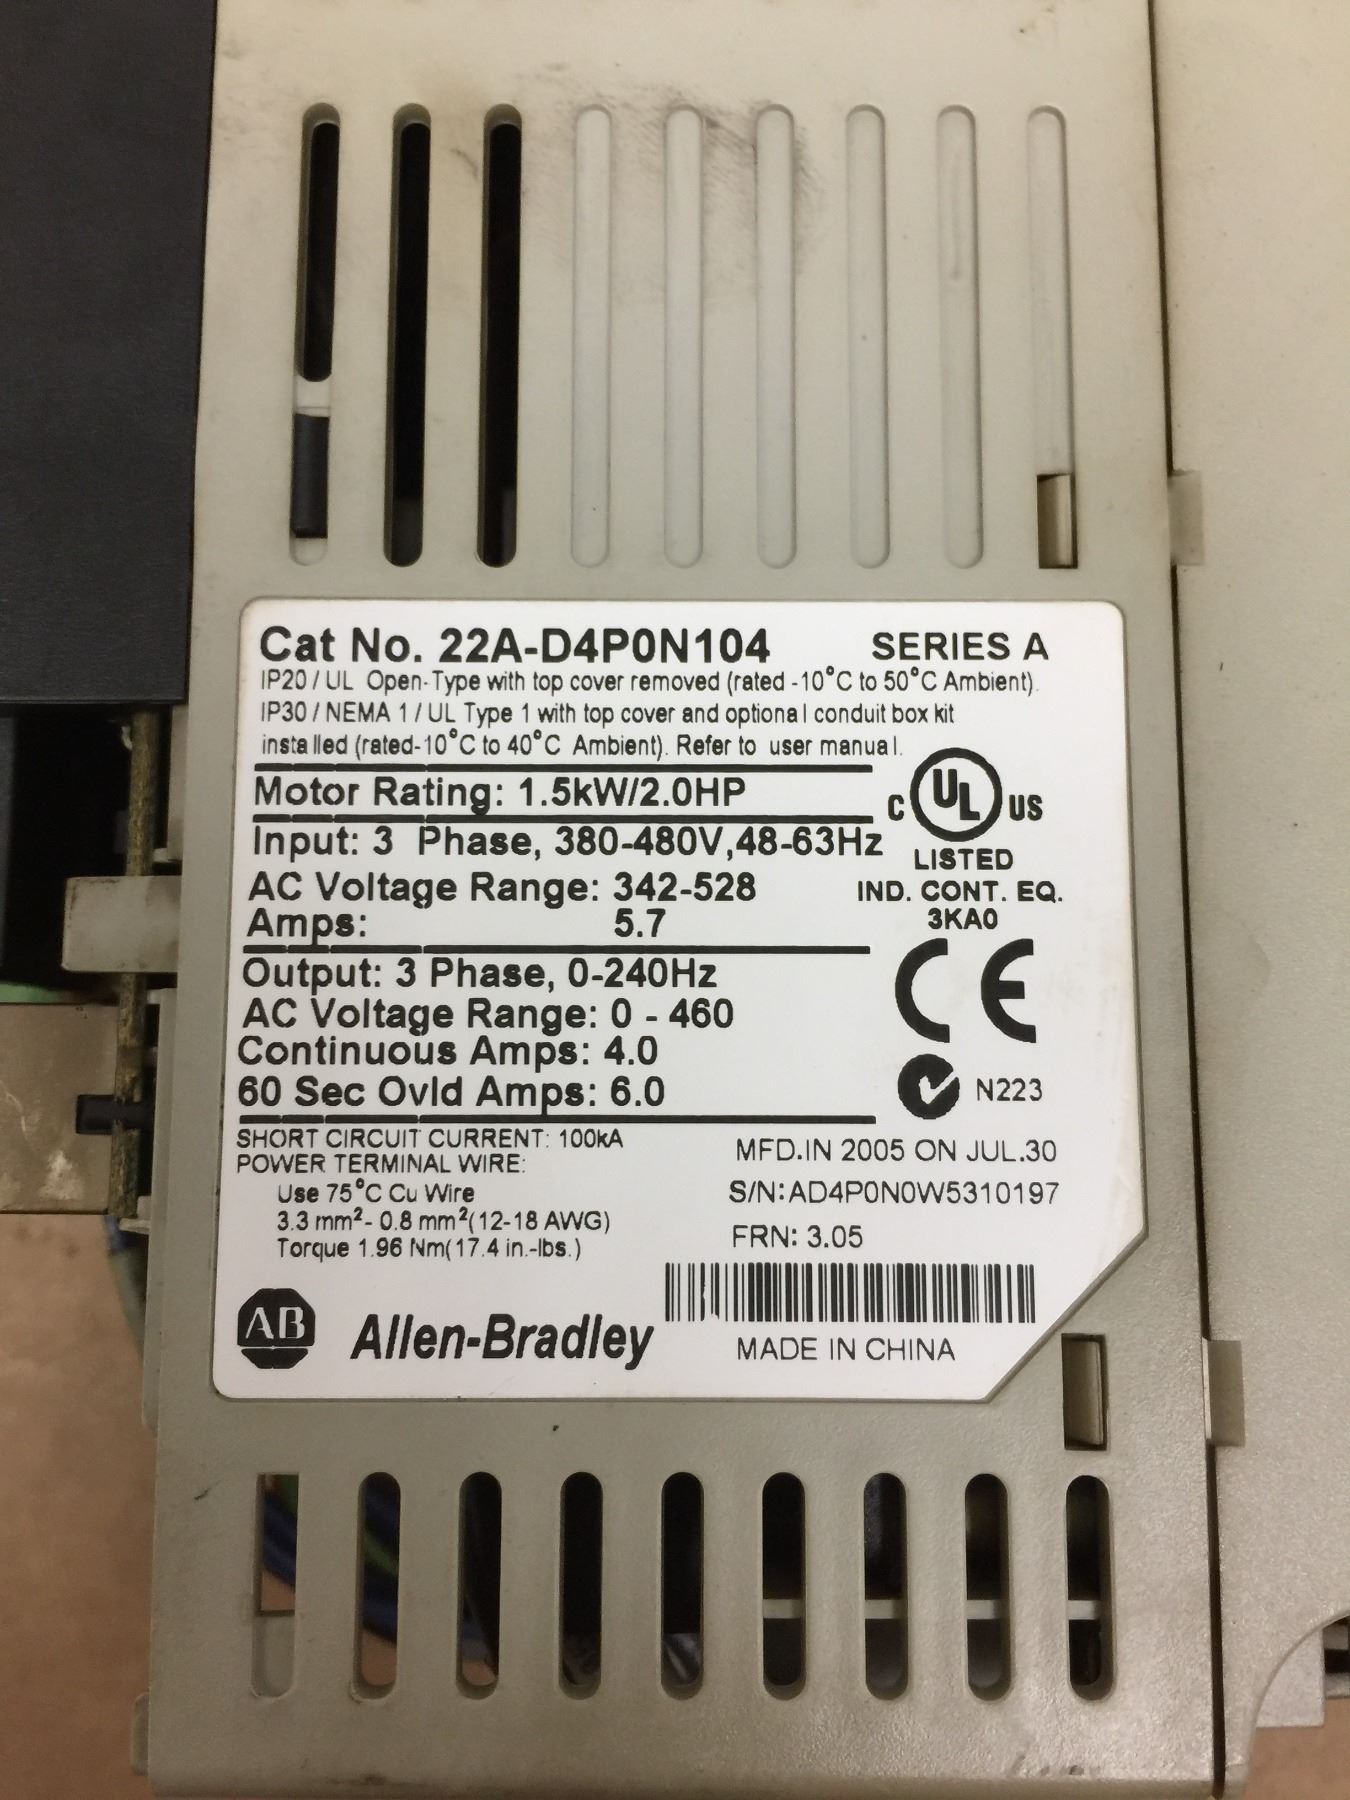 Cat No. 22A-D4P0N104 SERIES A
IP20 / UL Open-Type with top cover removed (rated -10°C to 50°C Ambient).
IP30 / NEMA 1 / UL Type 1 with top cover and optional conduit box kit
installed (rated-10°C to 40°C Ambient). Refer to user manual.
Motor Rating: 1.5kW/2.0HP
C UL US
Input: 3 Phase, 380-480V,48-63Hz
LISTED
AC Voltage Range: 342-528
IND. CONT. EQ.
Amps: 5.7
3KA0
CE
Output: 3 Phase, 0-240Hz
AC Voltage Range: 0 - 460
Continuous Amps: 4.0
60 Sec Ovld Amps: 6.0
N223
SHORT CIRCUIT CURRENT: 100kA
POWER TERMINAL WIRE:
Use 75°C Cu Wire
3.3 mm²- 0.8 mm²(12-18 AWG)
Torque 1.96 Nm(17.4 in.-lbs.)
MFD.IN 2005 ON JUL.30
S/N:AD4P0N0W5310197
FRN: 3.05
AB Allen-Bradley
MADE IN CHINA